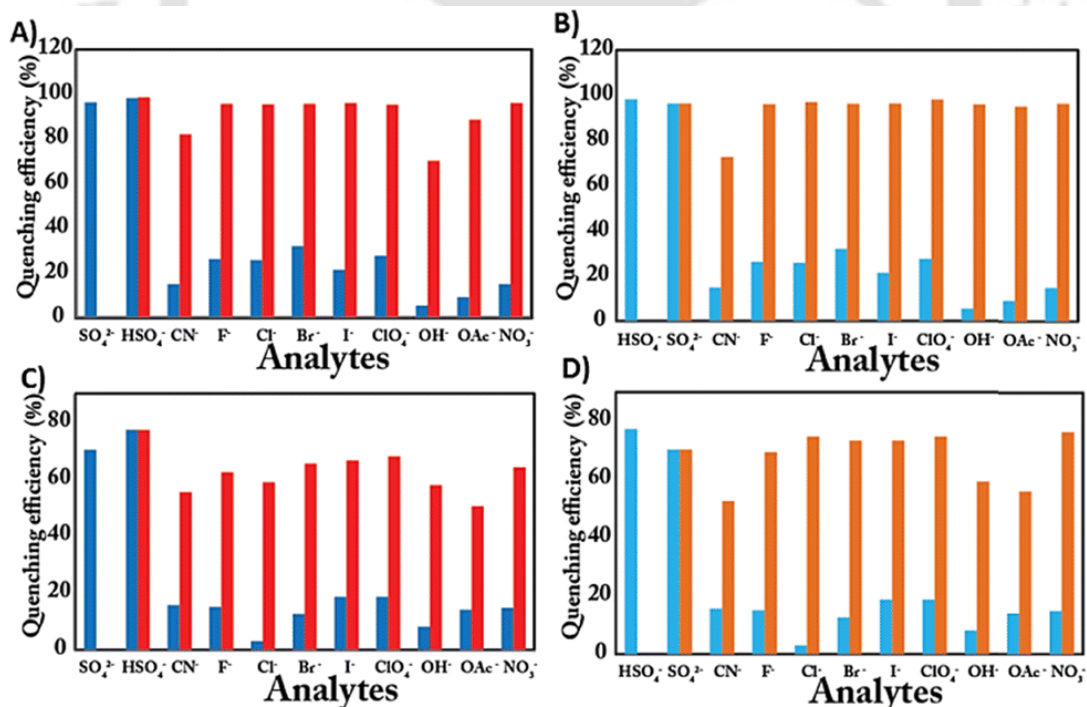 A)
Quenching efficiency (%)
120
100
80
60
40
20
0
SO₄²⁻ HSO₄⁻ CN⁻ F⁻ Cl⁻ Br⁻ I⁻ ClO₄⁻ OH⁻ OAc⁻ NO₃⁻
Analytes
B)
Quenching efficiency (%)
120
100
80
60
40
20
0
HSO₄⁻ SO₄²⁻ CN⁻ F⁻ Cl⁻ Br⁻ I⁻ ClO₄⁻ OH⁻ OAc⁻ NO₃⁻
Analytes
C)
Quenching efficiency (%)
80
60
40
20
0
SO₄²⁻ HSO₄⁻ CN⁻ F⁻ Cl⁻ Br⁻ I⁻ ClO₄⁻ OH⁻ OAc⁻ NO₃⁻
Analytes
D)
Quenching efficiency (%)
80
60
40
20
0
HSO₄⁻ SO₄²⁻ CN⁻ F⁻ Cl⁻ Br⁻ I⁻ ClO₄⁻ OH⁻ OAc⁻ NO₃⁻
Analytes